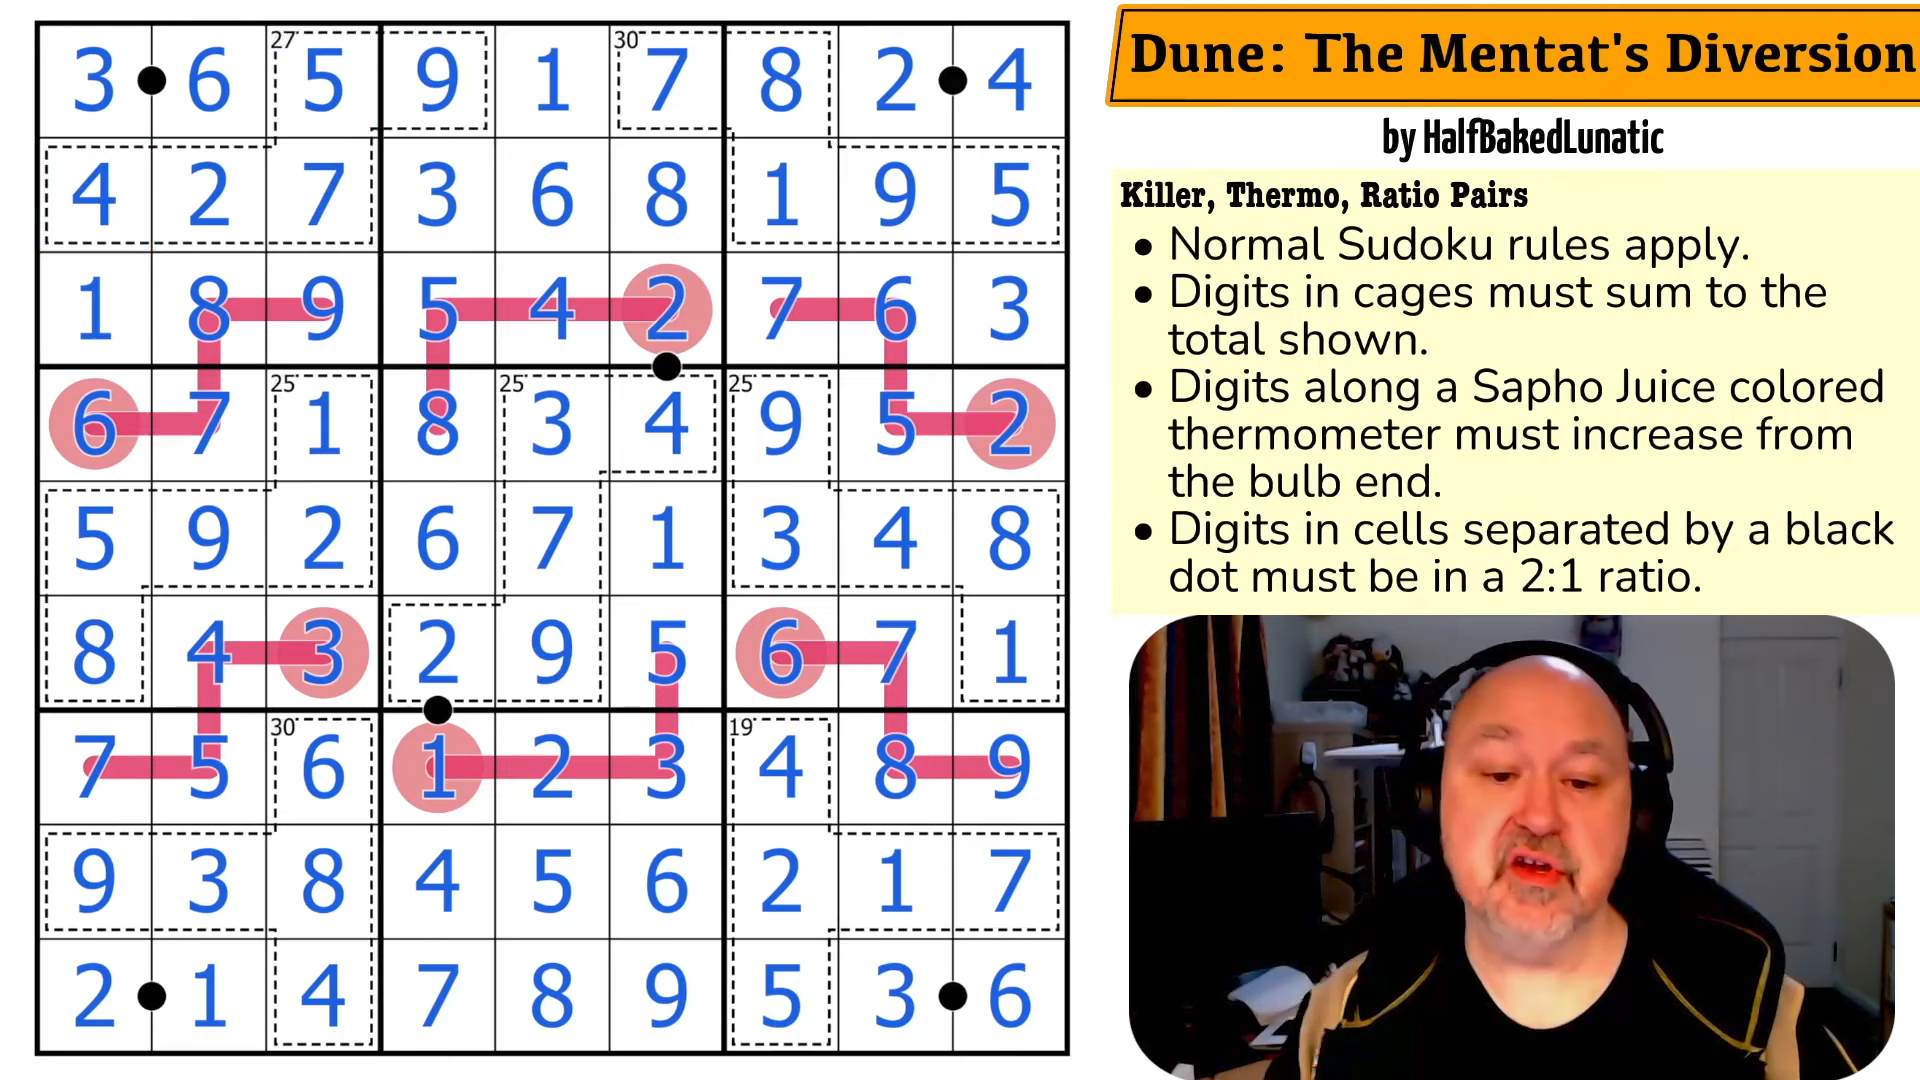 Dune: The Mentat's Diversion
by HalfBakedLunatic
Killer, Thermo, Ratio Pairs
• Normal Sudoku rules apply.
• Digits in cages must sum to the
total shown.
• Digits along a Sapho Juice colored
thermometer must increase from
the bulb end.
• Digits in cells separated by a black
dot must be in a 2:1 ratio.
27 30
3 6 5 9 1 7 8 2 4
4 2 7 3 6 8 1 9 5
1 8 9 5 4 2 7 6 3
25 25 25
6 7 1 8 3 4 9 5 2
5 9 2 6 7 1 3 4 8
8 4 3 2 9 5 6 7 1
30 19
7 5 6 1 2 3 4 8 9
9 3 8 4 5 6 2 1 7
2 1 4 7 8 9 5 3 6